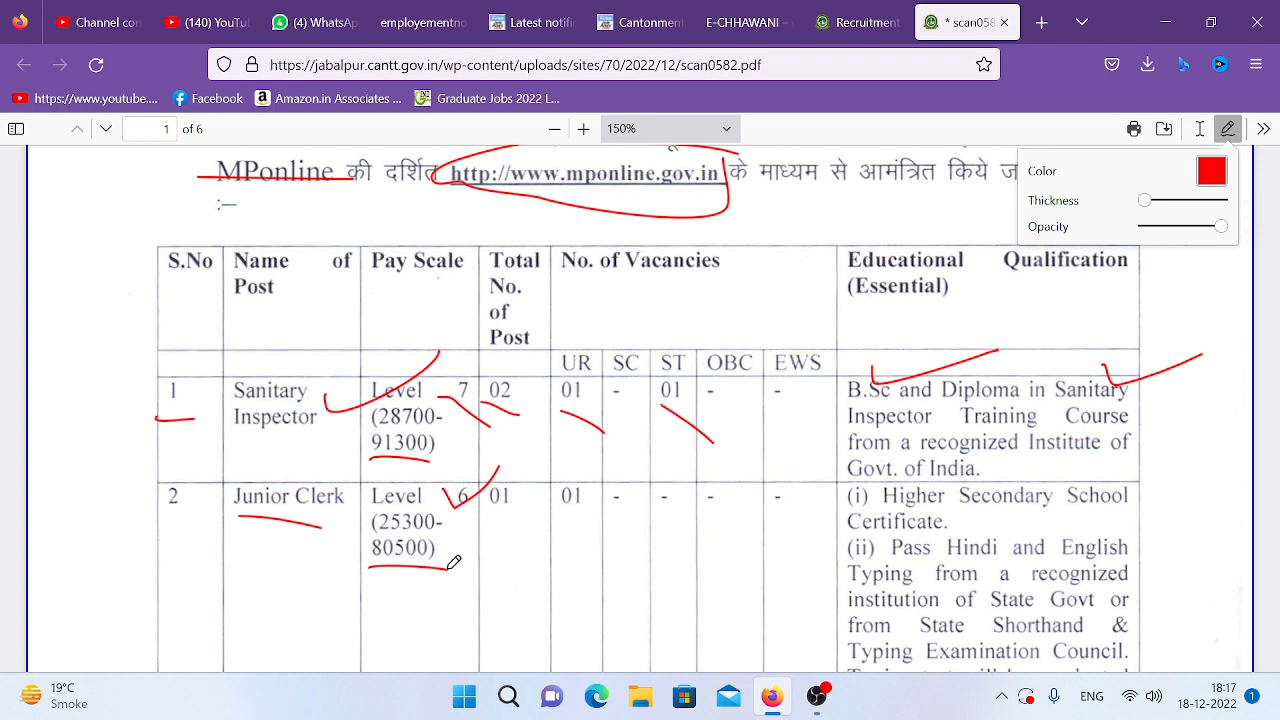 Channel con
(140) YouTu
(4) WhatsAp
employmentno
Latest notifi
Cantonment
E-CHHAWANI -
Recruitment
* scan058
https://jabalpur.cantt.gov.in/wp-content/uploads/sites/70/2022/12/scan0582.pdf
https://www.youtube...
Facebook
Amazon.in Associates ...
Graduate Jobs 2022 I...
1 of 6
150%
Color
Thickness
Opacity
MPonline की दर्शित http://www.mponline.gov.in के माध्यम से आमंत्रित किये ज
:–
S.No
Name of Post
Pay Scale
Total No. of Post
No. of Vacancies
Educational Qualification (Essential)
UR SC ST OBC EWS
1
Sanitary
Inspector
Level 7
(28700-
91300)
02 01 - 01 - -
B.Sc and Diploma in Sanitary
Inspector Training Course
from a recognized Institute of
Govt. of India.
2
Junior Clerk
Level 6
(25300-
80500)
01 01 - - - -
(i) Higher Secondary School
Certificate.
(ii) Pass Hindi and English
Typing from a recognized
institution of State Govt or
from State Shorthand &
Typing Examination Council.
19°C
Smoke
ENG
18:17
18-12-2022
1